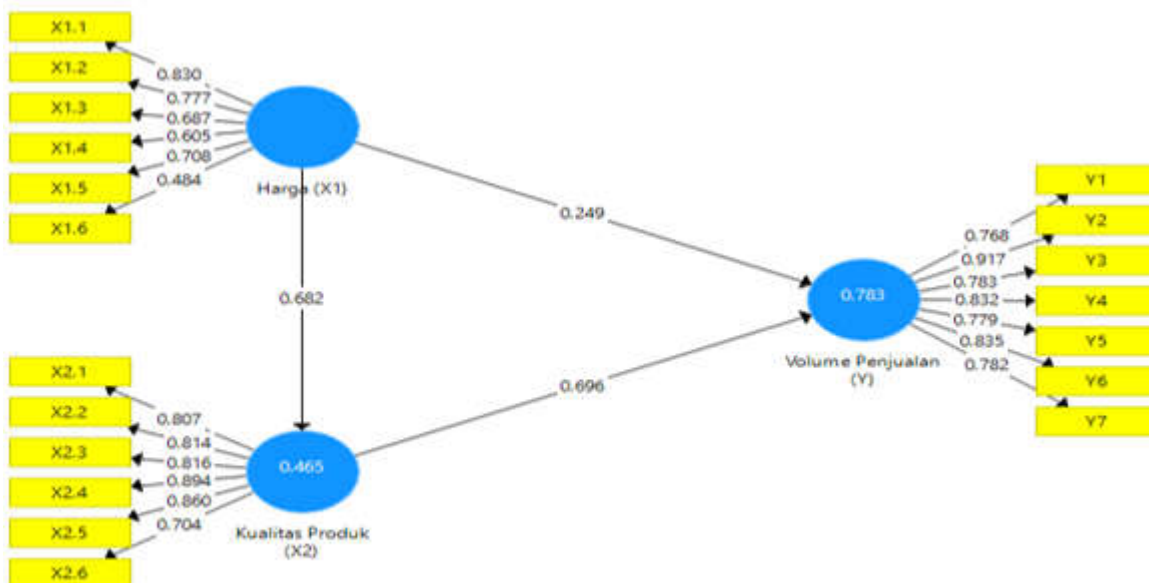 X1.1
X1.2
X1.3
X1.4
X1.5
X1.6
0.830
0.777
0.687
0.605
0.708
0.484
Harga (X1)
0.249
0.682
0.696
X2.1
X2.2
X2.3
X2.4
X2.5
X2.6
0.807
0.814
0.816
0.894
0.860
0.704
0.465
Kualitas Produk
(X2)
0.783
Volume Penjualan
(Y)
0.768
0.917
0.783
0.832
0.779
0.835
0.782
Y1
Y2
Y3
Y4
Y5
Y6
Y7